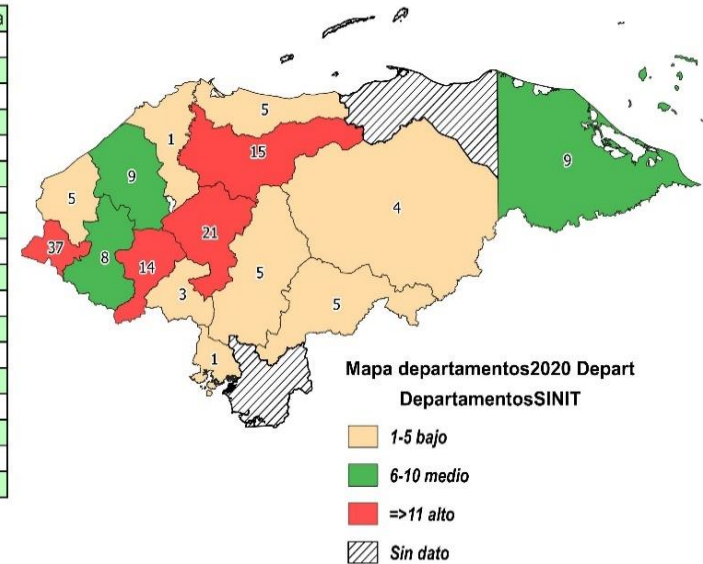 a
5
1
15
9
9
5
4
21
37
8
14
3
5
5
1
Mapa departamentos2020 Depart
DepartamentosSINIT
1-5 bajo
6-10 medio
=>11 alto
Sin dato